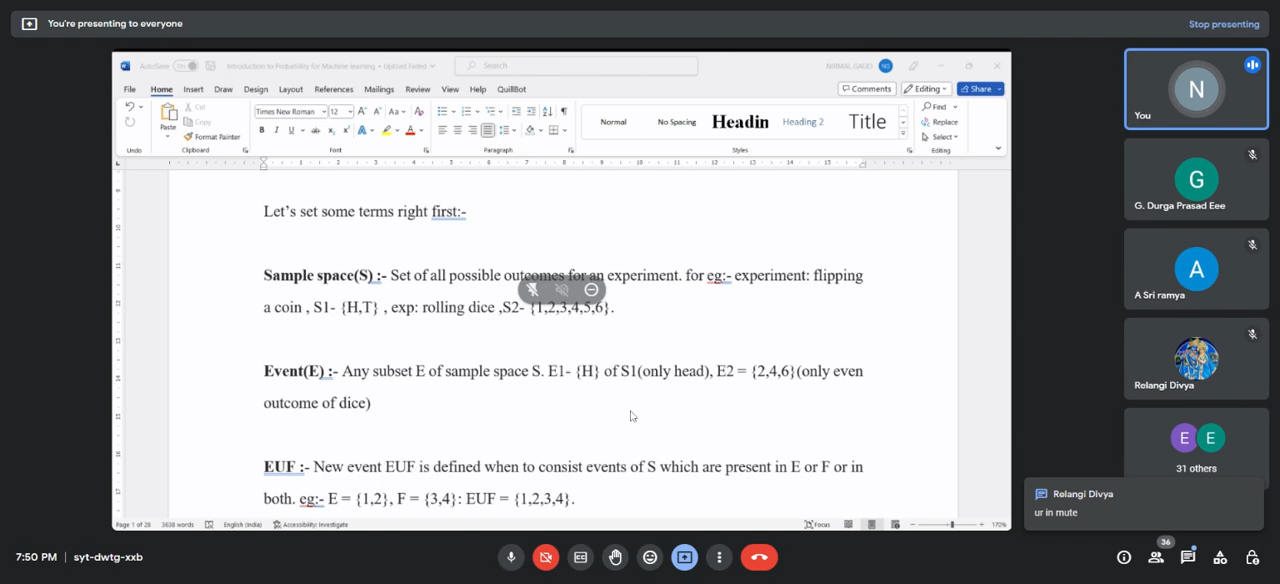 You're presenting to everyone
Stop presenting
AutoSave On
Introduction to Probability for Machine learning • Upload Failed
Search
NIRMAL GAUD
NG
File Home Insert Draw Design Layout References Mailings Review View Help QuillBot
Comments
Editing
Share
Paste
Cut
Copy
Format Painter
Times New Roman 12
Normal No Spacing Headin Heading 2 Title
Find
Replace
Select
Undo Clipboard Font Paragraph Styles Editing
Let's set some terms right first:-
Sample space(S) :- Set of all possible outcomes for an experiment. for eg:- experiment: flipping
a coin , S1- {H,T} , exp: rolling dice ,S2- {1,2,3,4,5,6}.
Event(E) :- Any subset E of sample space S. E1- {H} of S1(only head), E2 = {2,4,6}(only even
outcome of dice)
EUF :- New event EUF is defined when to consist events of S which are present in E or F or in
both. eg:- E = {1,2}, F = {3,4}: EUF = {1,2,3,4}.
Page 1 of 28 3638 words English (India) Accessibility: Investigate
Focus
170%
N
You
G
G. Durga Prasad Eee
A
A Sri ramya
Relangi Divya
E E
31 others
Relangi Divya
ur in mute
7:50 PM | syt-dwtg-xxb
36